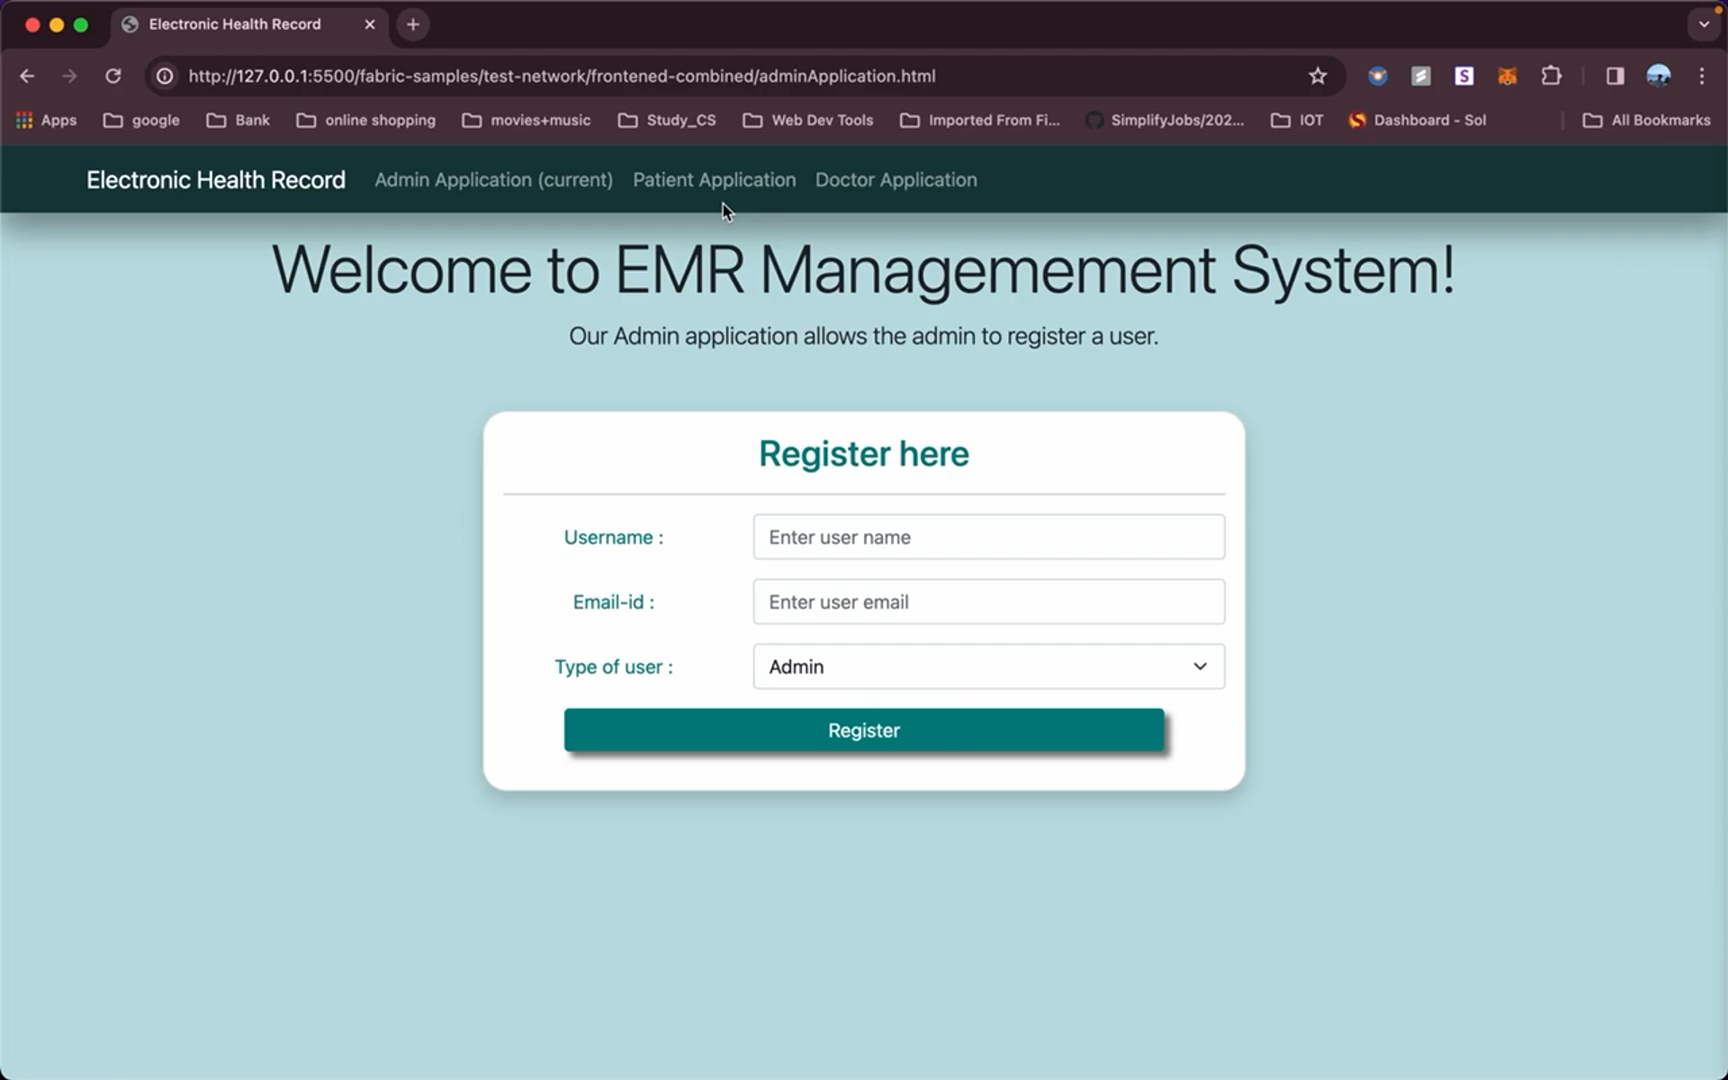 Electronic Health Record
http://127.0.0.1:5500/fabric-samples/test-network/frontened-combined/adminApplication.html
S
Apps google Bank online shopping movies+music Study_CS Web Dev Tools Imported From Fi... SimplifyJobs/202... IOT Dashboard - Sol All Bookmarks
Electronic Health Record Admin Application (current) Patient Application Doctor Application
Welcome to EMR Managemement System!
Our Admin application allows the admin to register a user.
Register here
Username : Enter user name
Email-id : Enter user email
Type of user : Admin
Register